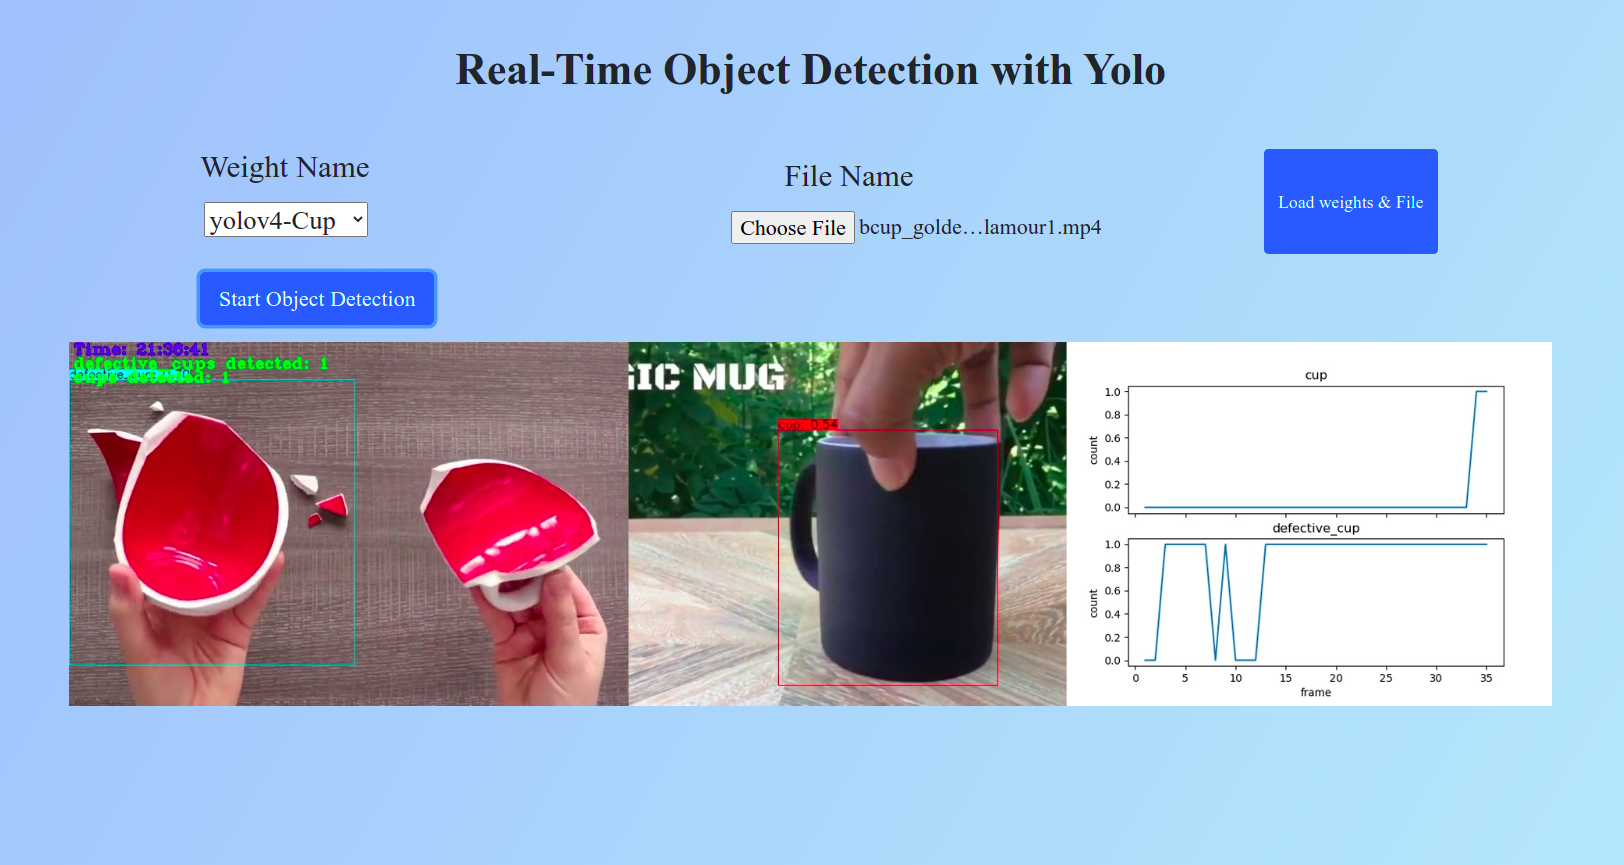 Real-Time Object Detection with Yolo
Weight Name
File Name
Load weights & File
yolov4-Cup
Choose File bcup_golde…lamour1.mp4
Start Object Detection
Time: 21:36:41
defective_cups detected: 1
cups detected: 1
GIC MUG
cup: 0.54
cup
1.0
0.8
0.6
0.4
0.2
0.0
count
defective_cup
1.0
0.8
0.6
0.4
0.2
0.0
count
0 5 10 15 20 25 30 35
frame